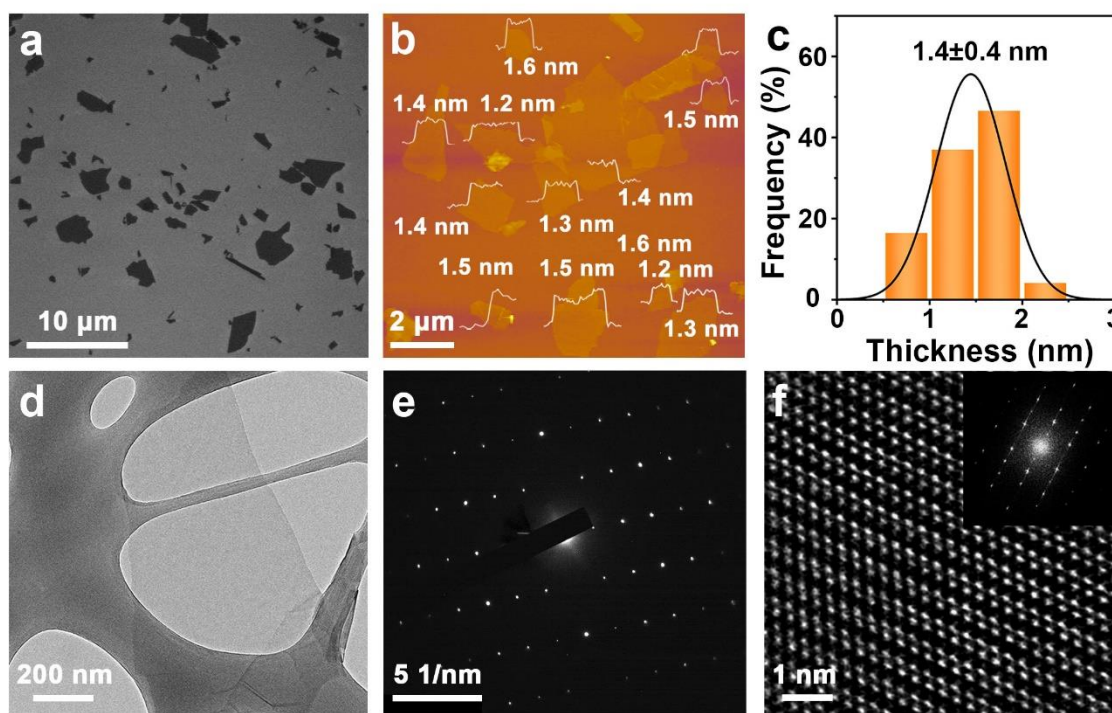 a
10 µm
b
1.6 nm
1.5 nm
1.4 nm 1.2 nm
1.4 nm
1.4 nm
1.3 nm
1.6 nm
1.5 nm
1.5 nm
1.2 nm
1.3 nm
2 µm
c
1.4±0.4 nm
Frequency (%)
60
40
20
0
0 1 2 3
Thickness (nm)
d
200 nm
e
5 1/nm
f
1 nm